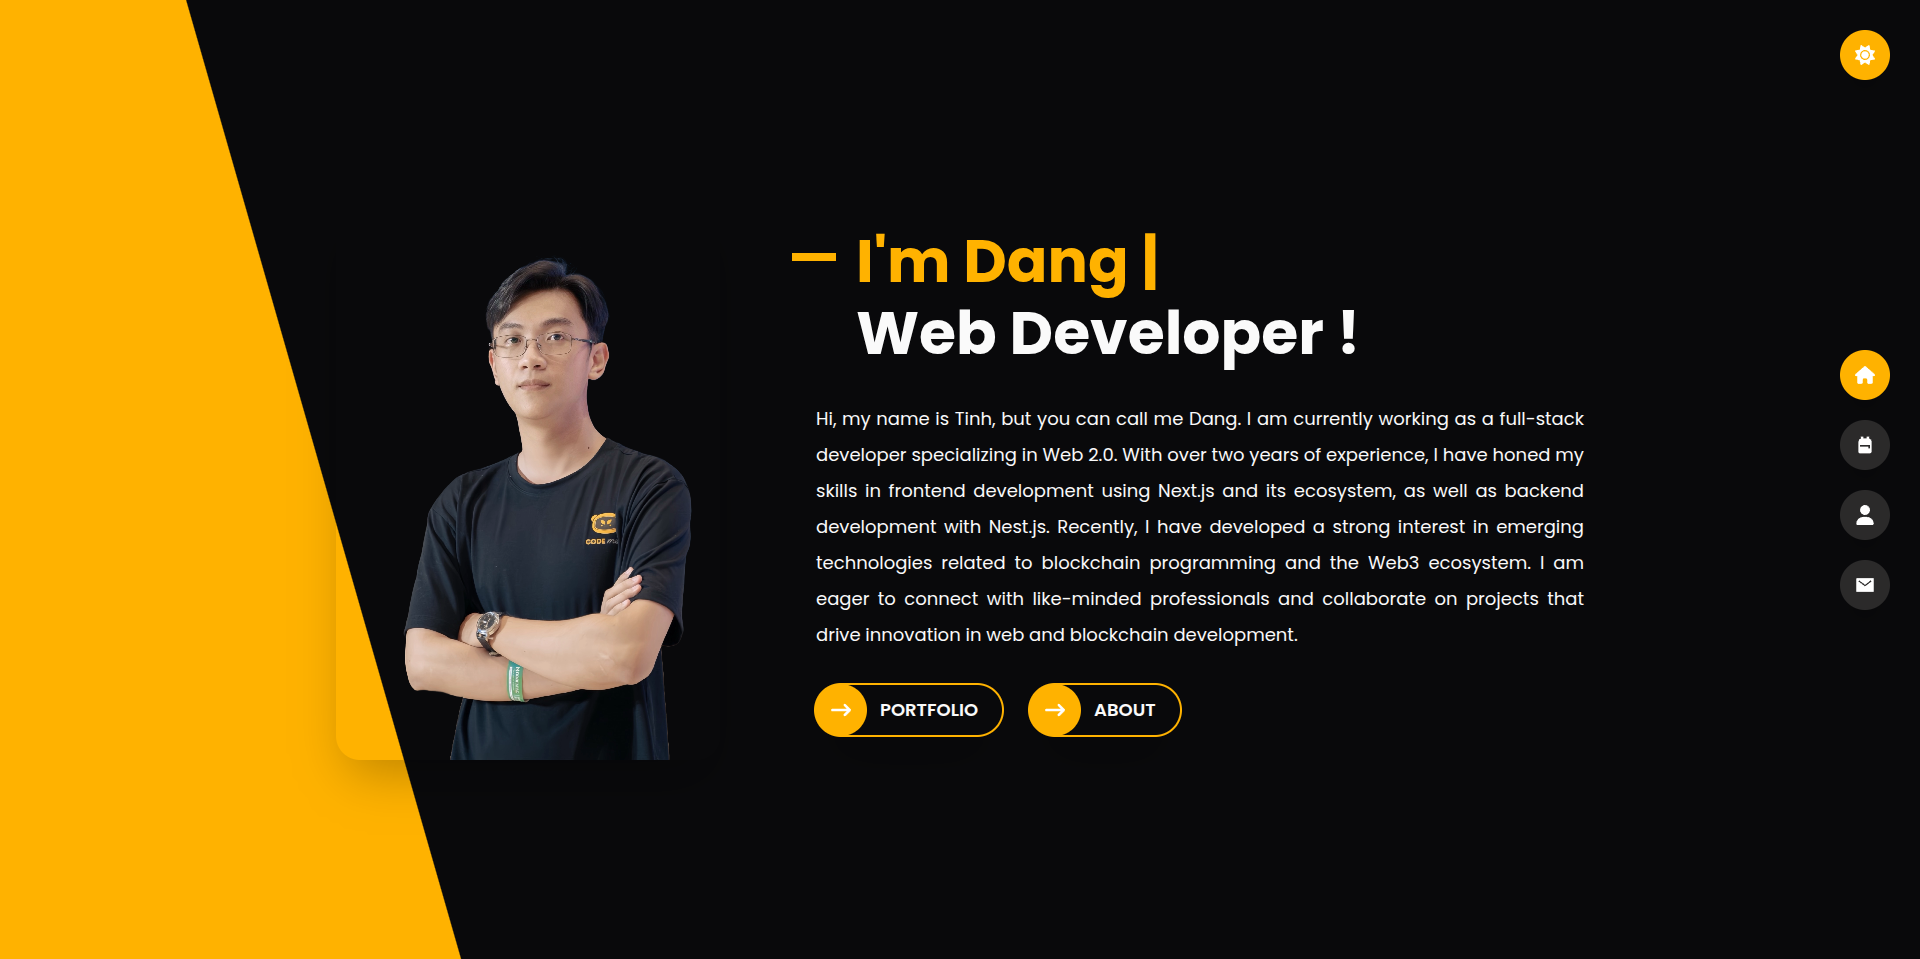 I'm Dang |
Web Developer !
Hi, my name is Tinh, but you can call me Dang. I am currently working as a full-stack
developer specializing in Web 2.0. With over two years of experience, I have honed my
skills in frontend development using Next.js and its ecosystem, as well as backend
development with Nest.js. Recently, I have developed a strong interest in emerging
technologies related to blockchain programming and the Web3 ecosystem. I am
eager to connect with like-minded professionals and collaborate on projects that
drive innovation in web and blockchain development.
PORTFOLIO
ABOUT
CODE